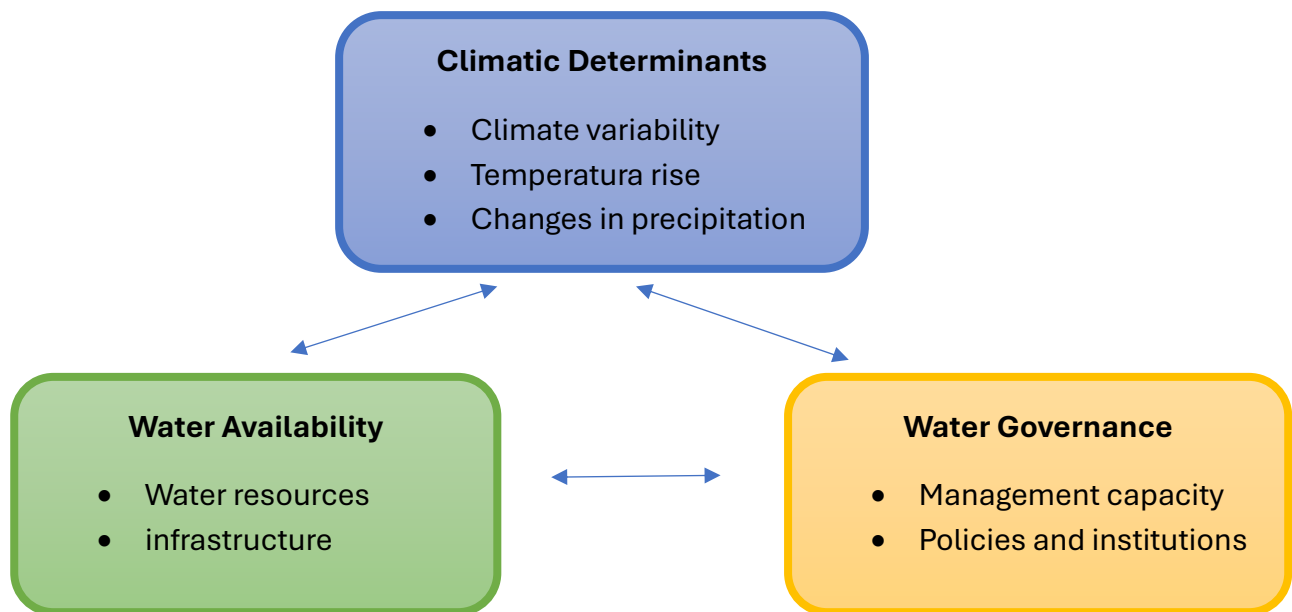 Climatic Determinants
• Climate variability
• Temperatura rise
• Changes in precipitation
Water Availability
• Water resources
• infrastructure
Water Governance
• Management capacity
• Policies and institutions